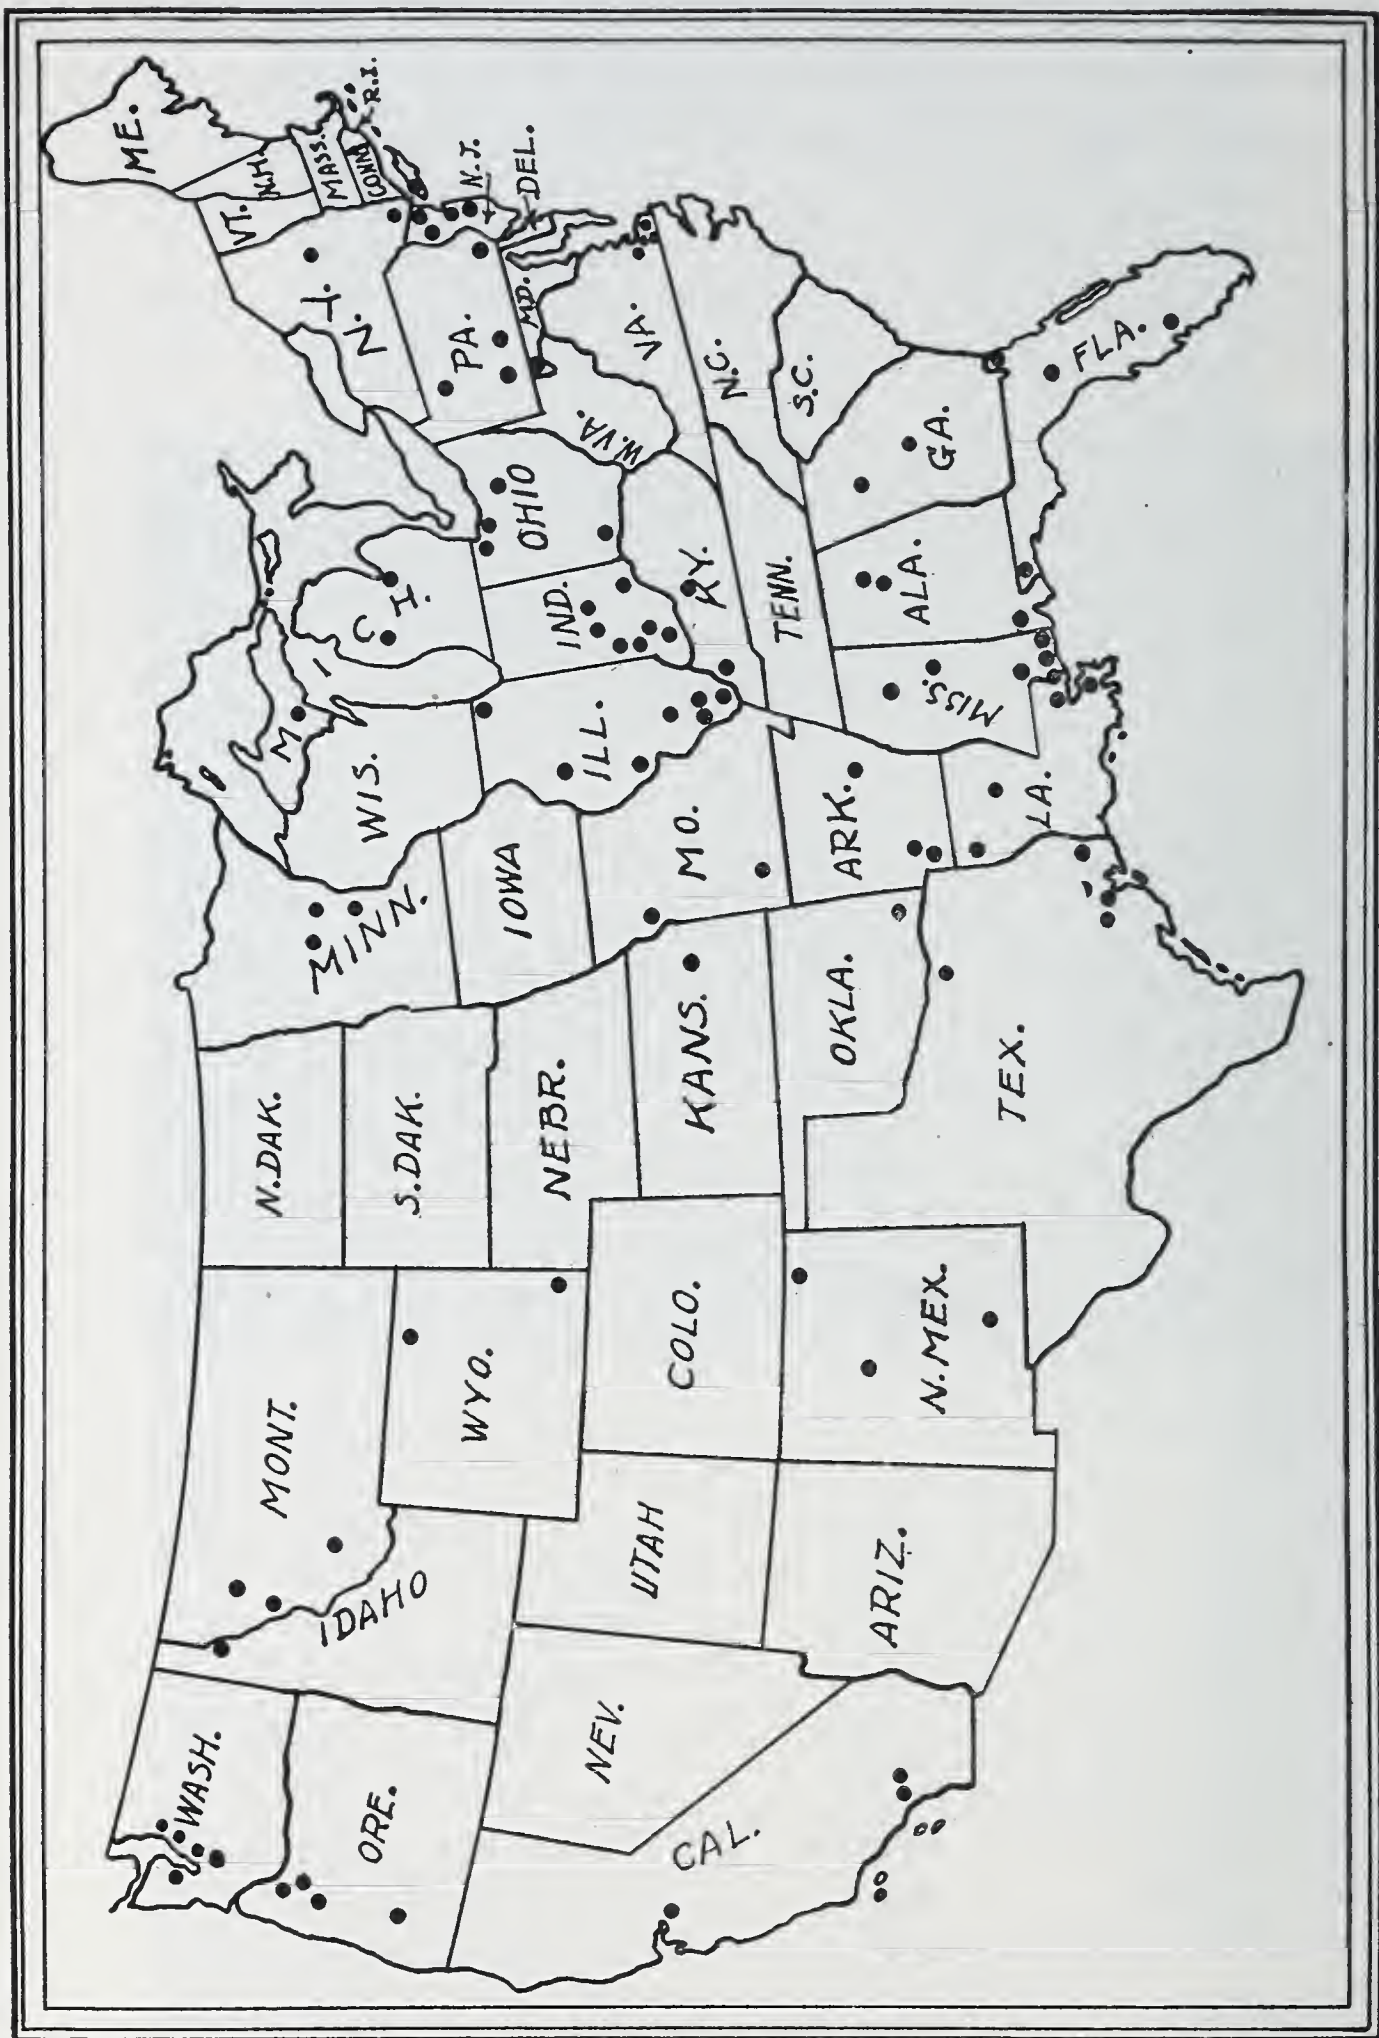 WASH.
ORE.
CAL.
NEV.
IDAHO
MONT.
WYO.
UTAH
ARIZ.
COLO.
N.MEX.
N.DAK.
S.DAK.
NEBR.
KANS.
OKLA.
TEX.
MINN.
IOWA
MO.
ARK.
LA.
WIS.
ILL.
MICH.
IND.
OHIO
KY.
TENN.
MISS.
ALA.
GA.
FLA.
S.C.
N.C.
VA.
W.VA.
MD.
DEL.
PA.
N.J.
N.Y.
CONN.
R.I.
MASS.
VT.
N.H.
ME.